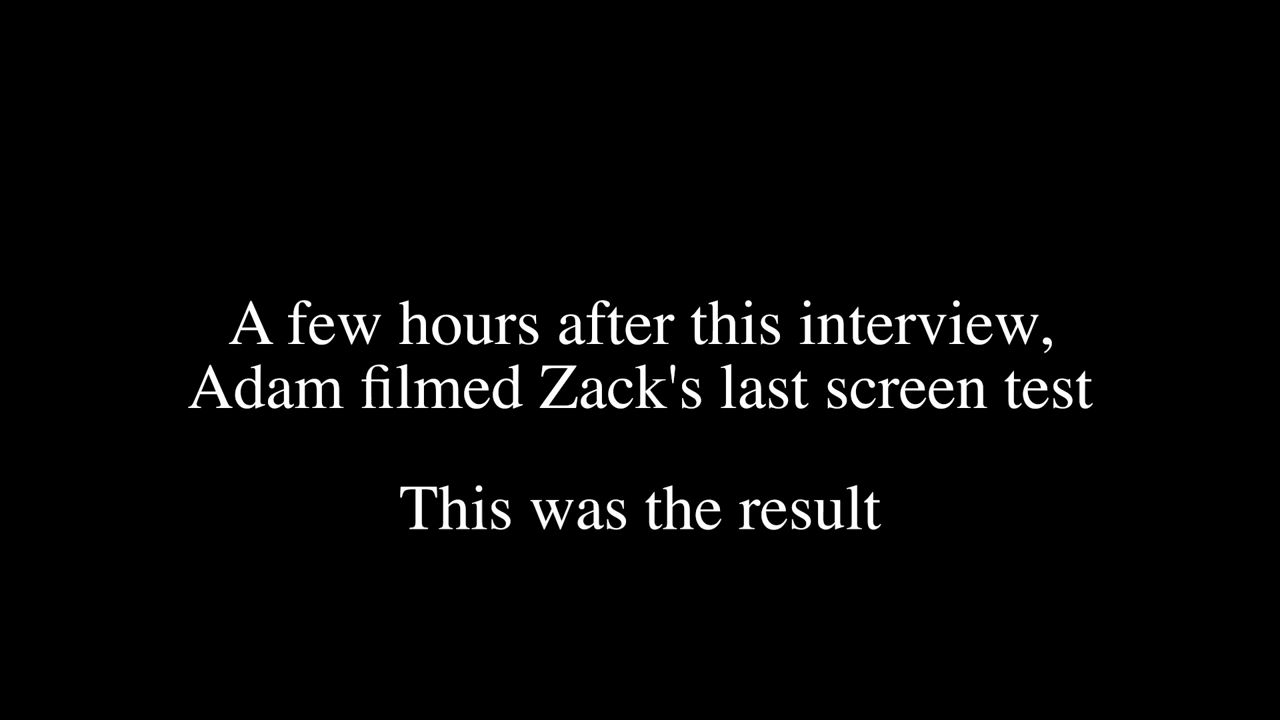 A few hours after this interview,
Adam filmed Zack's last screen test
This was the result